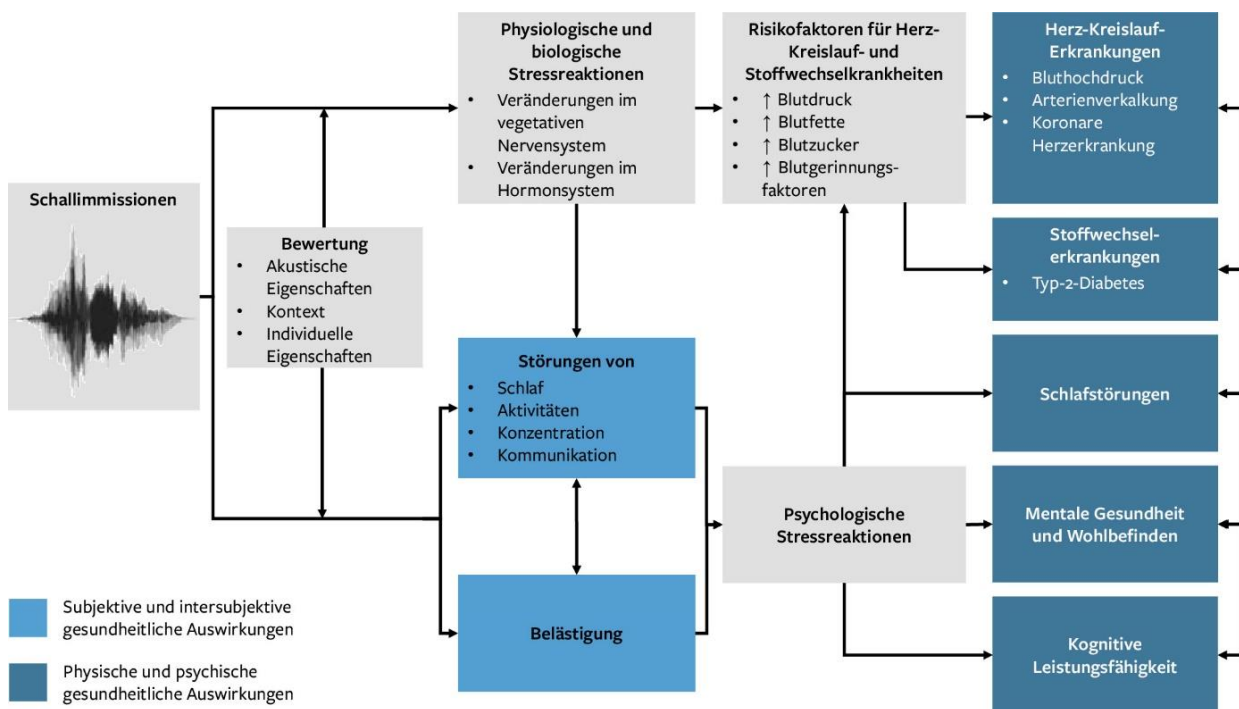 Schallimmissionen
Bewertung
• Akustische
Eigenschaften
• Kontext
• Individuelle
Eigenschaften
Physiologische und
biologische
Stressreaktionen
• Veränderungen im
vegetativen
Nervensystem
• Veränderungen im
Hormonsystem
Störungen von
• Schlaf
• Aktivitäten
• Konzentration
• Kommunikation
Belästigung
Risikofaktoren für Herz-
Kreislauf- und
Stoffwechselkrankheiten
• ↑ Blutdruck
• ↑ Blutfette
• ↑ Blutzucker
• ↑ Blutgerinnungs-
faktoren
Psychologische
Stressreaktionen
Herz-Kreislauf-
Erkrankungen
• Bluthochdruck
• Arterienverkalkung
• Koronare
Herzerkrankung
Stoffwechsel-
erkrankungen
• Typ-2-Diabetes
Schlafstörungen
Mentale Gesundheit
und Wohlbefinden
Kognitive
Leistungsfähigkeit
Subjektive und intersubjektive
gesundheitliche Auswirkungen
Physische und psychische
gesundheitliche Auswirkungen